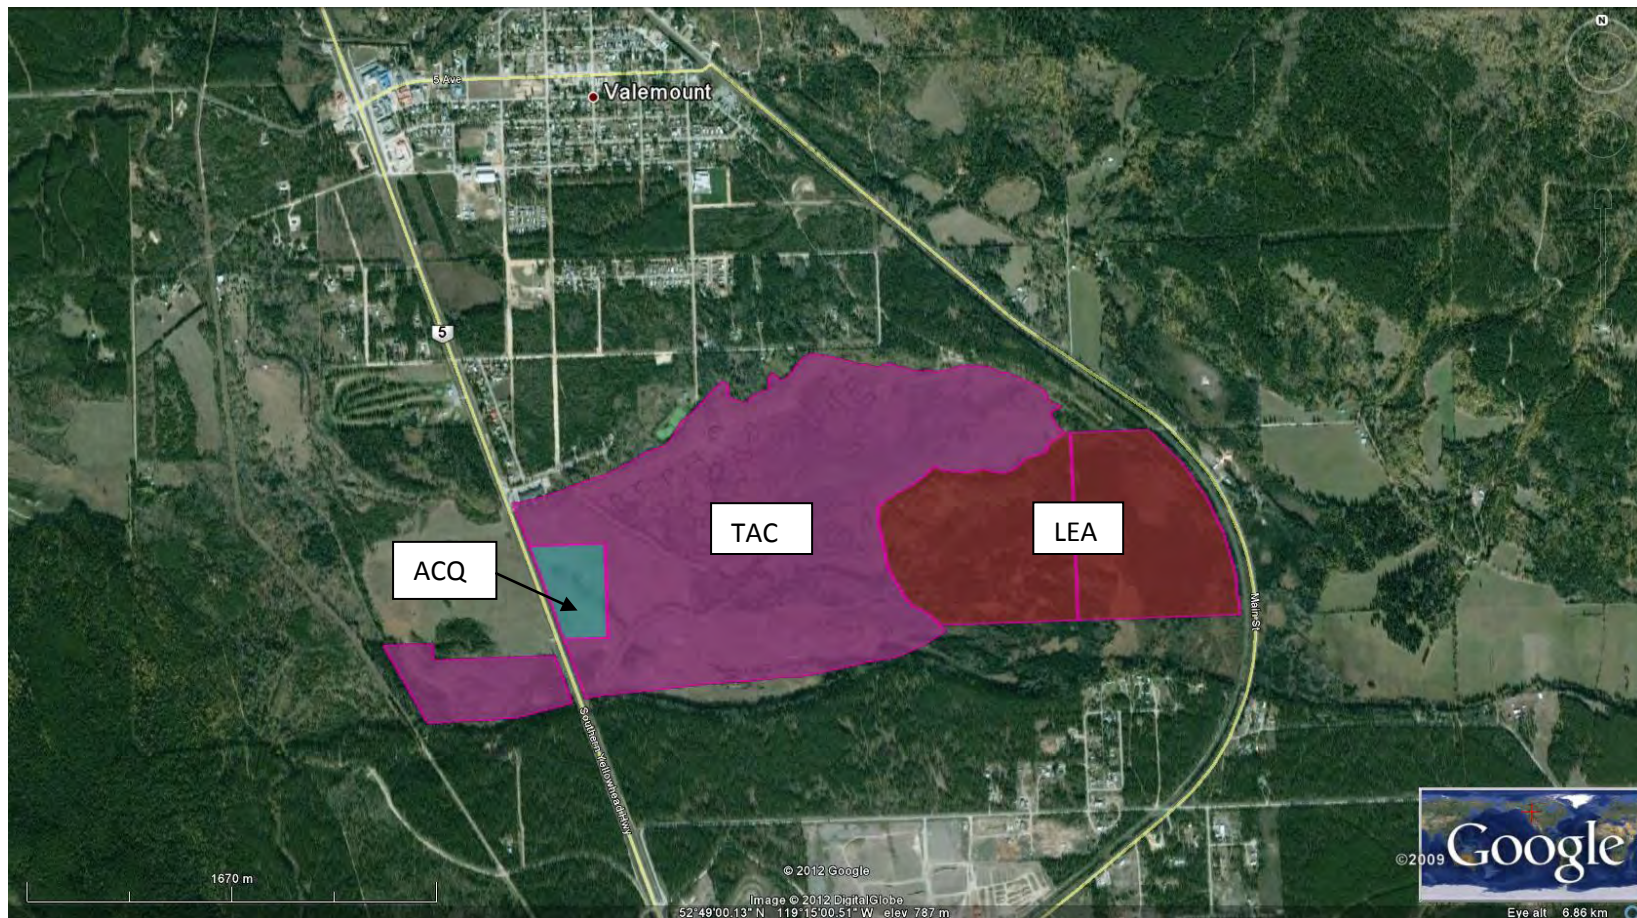 N
5 Ave
Valemount
5
TAC
LEA
ACQ
Main St
Southern Yellowhead Hwy
1670 m
© 2012 Google
Image © 2012 DigitalGlobe
©2009 Google
52°49'00.13" N 119°15'00.51" W elev 787 m
Eye alt 6.86 km